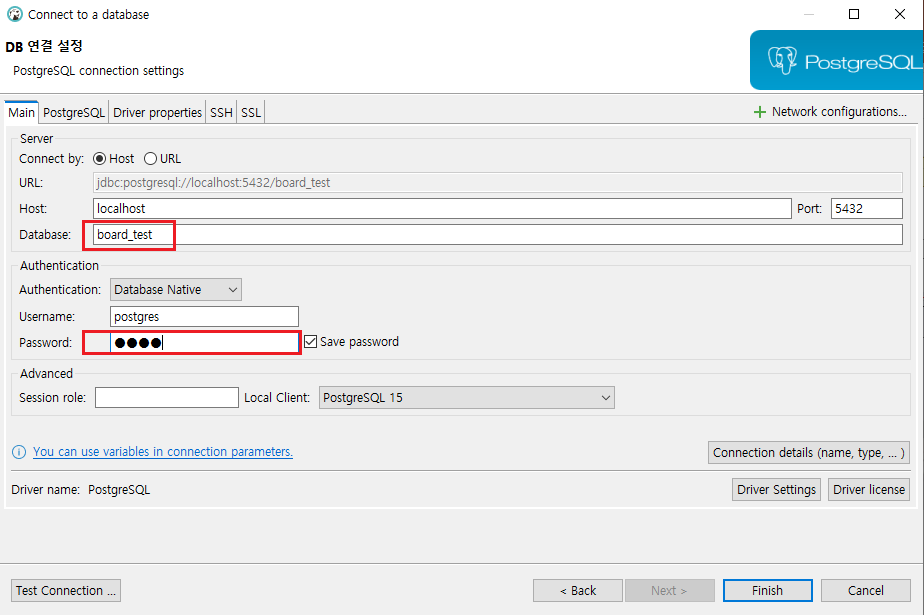 Connect to a database
DB 연결 설정
PostgreSQL connection settings
PostgreSQL
Main PostgreSQL Driver properties SSH SSL Network configurations...
Server
Connect by: Host URL
URL: jdbc:postgresql://localhost:5432/board_test
Host: localhost Port: 5432
Database: board_test
Authentication
Authentication: Database Native
Username: postgres
Password: ●●●● Save password
Advanced
Session role: Local Client: PostgreSQL 15
You can use variables in connection parameters. Connection details (name, type, ... )
Driver name: PostgreSQL Driver Settings Driver license
Test Connection ... < Back Next > Finish Cancel